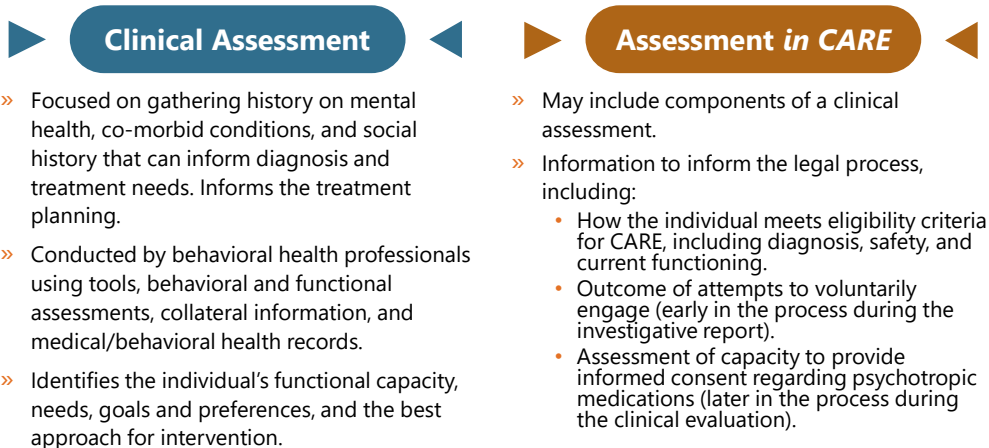 Clinical Assessment
» Focused on gathering history on mental
health, co-morbid conditions, and social
history that can inform diagnosis and
treatment needs. Informs the treatment
planning.
» Conducted by behavioral health professionals
using tools, behavioral and functional
assessments, collateral information, and
medical/behavioral health records.
» Identifies the individual’s functional capacity,
needs, goals and preferences, and the best
approach for intervention.
Assessment in CARE
» May include components of a clinical
assessment.
» Information to inform the legal process,
including:
• How the individual meets eligibility criteria
for CARE, including diagnosis, safety, and
current functioning.
• Outcome of attempts to voluntarily
engage (early in the process during the
investigative report).
• Assessment of capacity to provide
informed consent regarding psychotropic
medications (later in the process during
the clinical evaluation).